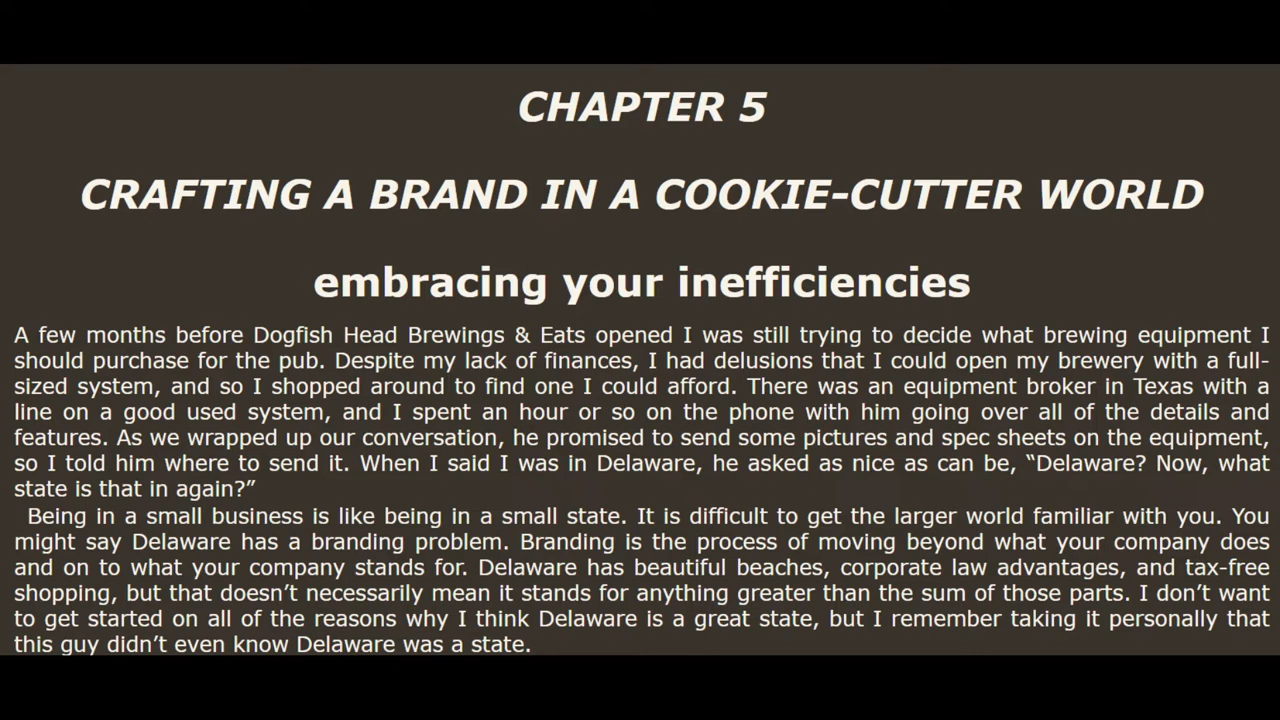 CHAPTER 5
CRAFTING A BRAND IN A COOKIE-CUTTER WORLD
embracing your inefficiencies
A few months before Dogfish Head Brewings & Eats opened I was still trying to decide what brewing equipment I
should purchase for the pub. Despite my lack of finances, I had delusions that I could open my brewery with a full-
sized system, and so I shopped around to find one I could afford. There was an equipment broker in Texas with a
line on a good used system, and I spent an hour or so on the phone with him going over all of the details and
features. As we wrapped up our conversation, he promised to send some pictures and spec sheets on the equipment,
so I told him where to send it. When I said I was in Delaware, he asked as nice as can be, “Delaware? Now, what
state is that in again?”
Being in a small business is like being in a small state. It is difficult to get the larger world familiar with you. You
might say Delaware has a branding problem. Branding is the process of moving beyond what your company does
and on to what your company stands for. Delaware has beautiful beaches, corporate law advantages, and tax-free
shopping, but that doesn’t necessarily mean it stands for anything greater than the sum of those parts. I don’t want
to get started on all of the reasons why I think Delaware is a great state, but I remember taking it personally that
this guy didn’t even know Delaware was a state.